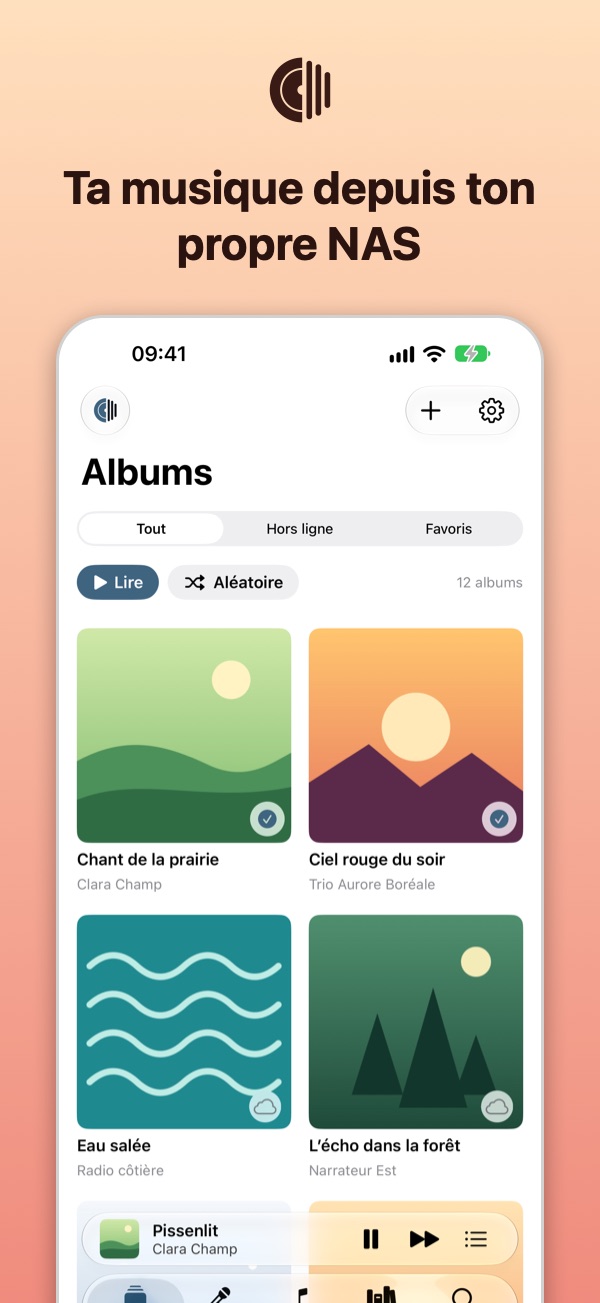 Ta musique depuis ton
propre NAS
09:41
Albums
Tout
Hors ligne
Favoris
Lire
Aléatoire
12 albums
Chant de la prairie
Clara Champ
Ciel rouge du soir
Trio Aurore Boréale
Eau salée
Radio côtière
L’écho dans la forêt
Narrateur Est
Pissenlit
Clara Champ